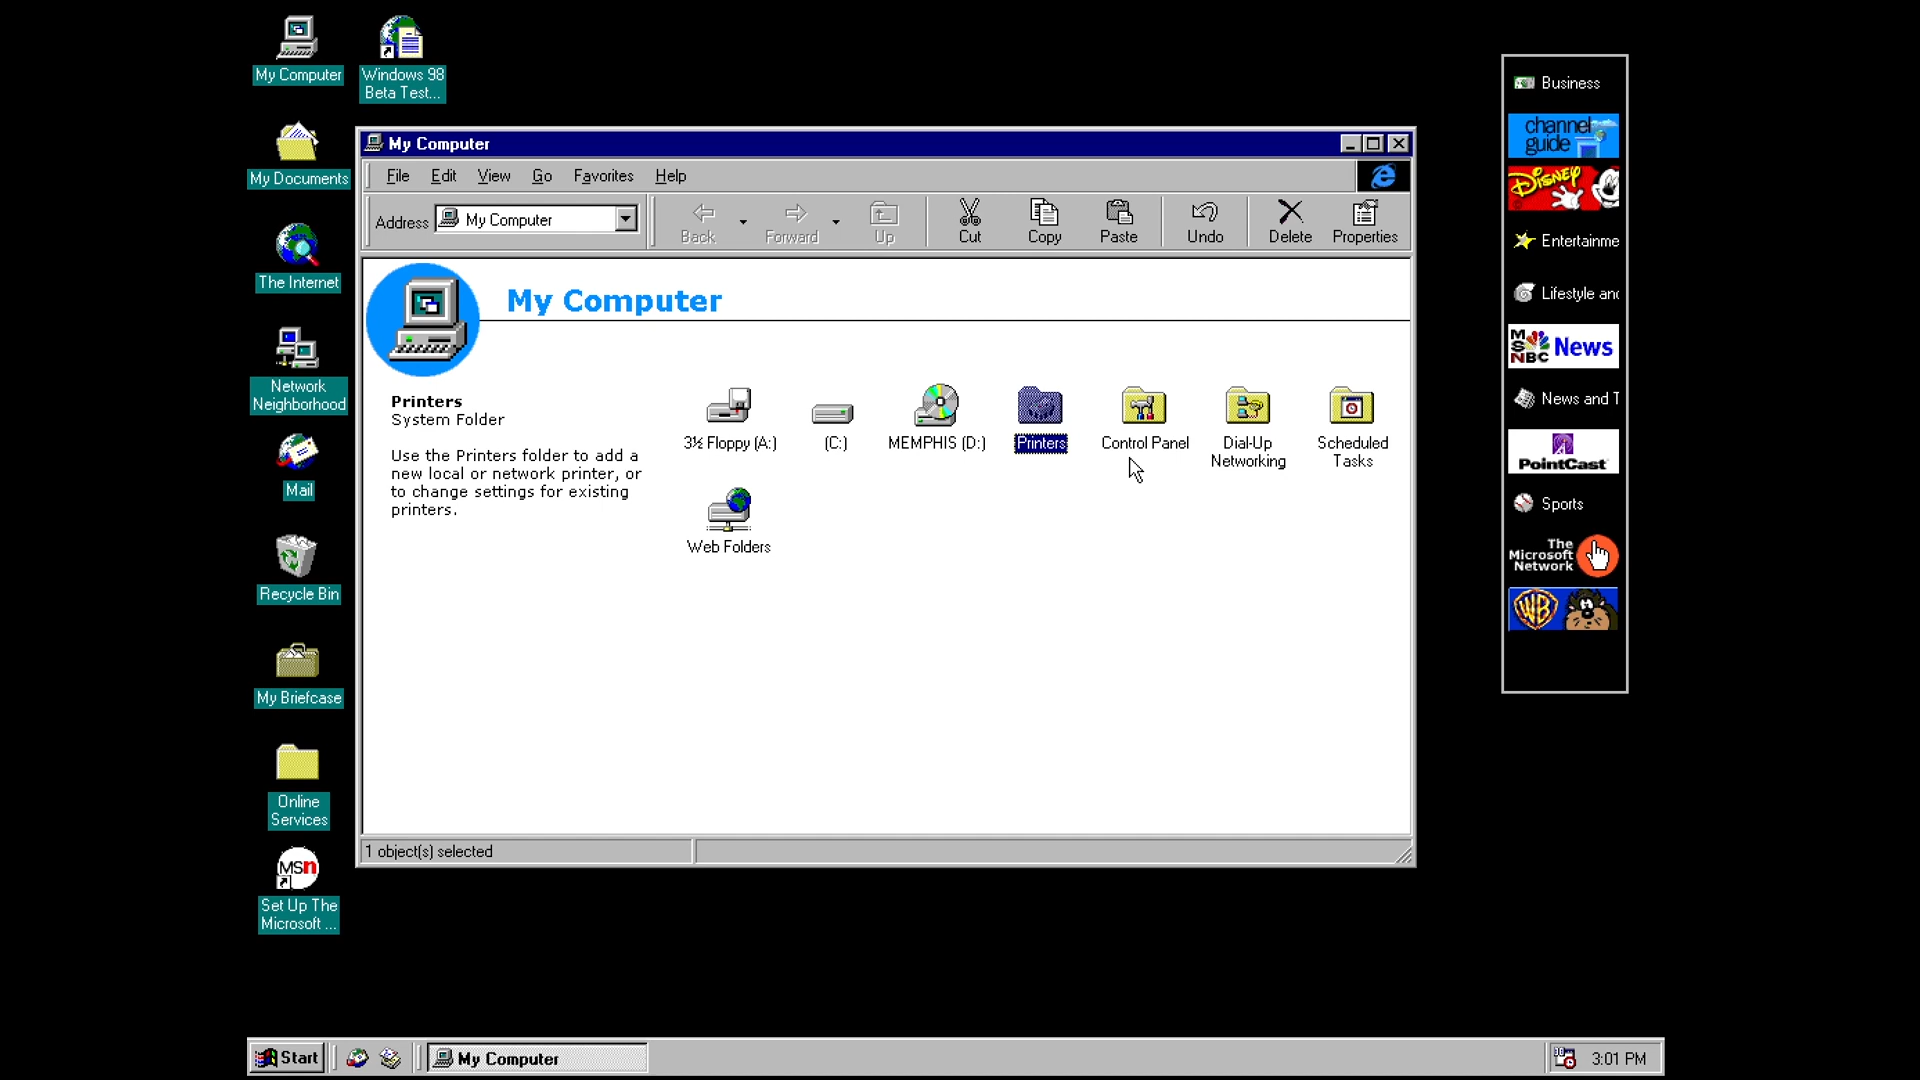 My Computer
Windows 98
Beta Test...
My Documents
The Internet
Network
Neighborhood
Mail
Recycle Bin
My Briefcase
Online
Services
MSn
Set Up The
Microsoft ...
My Computer
File Edit View Go Favorites Help
Address My Computer Back Forward Up Cut Copy Paste Undo Delete Properties
My Computer
Printers
System Folder
Use the Printers folder to add a
new local or network printer, or
to change settings for existing
printers.
3½ Floppy (A:) (C:) MEMPHIS (D:) Printers Control Panel Dial-Up
Networking
Scheduled
Tasks
Web Folders
1 object(s) selected
Business
channel
guide
DISNEY
Entertainme
Lifestyle and
MSNBC News
News and T
PointCast
Sports
The
Microsoft
Network
WB
Start My Computer 3:01 PM